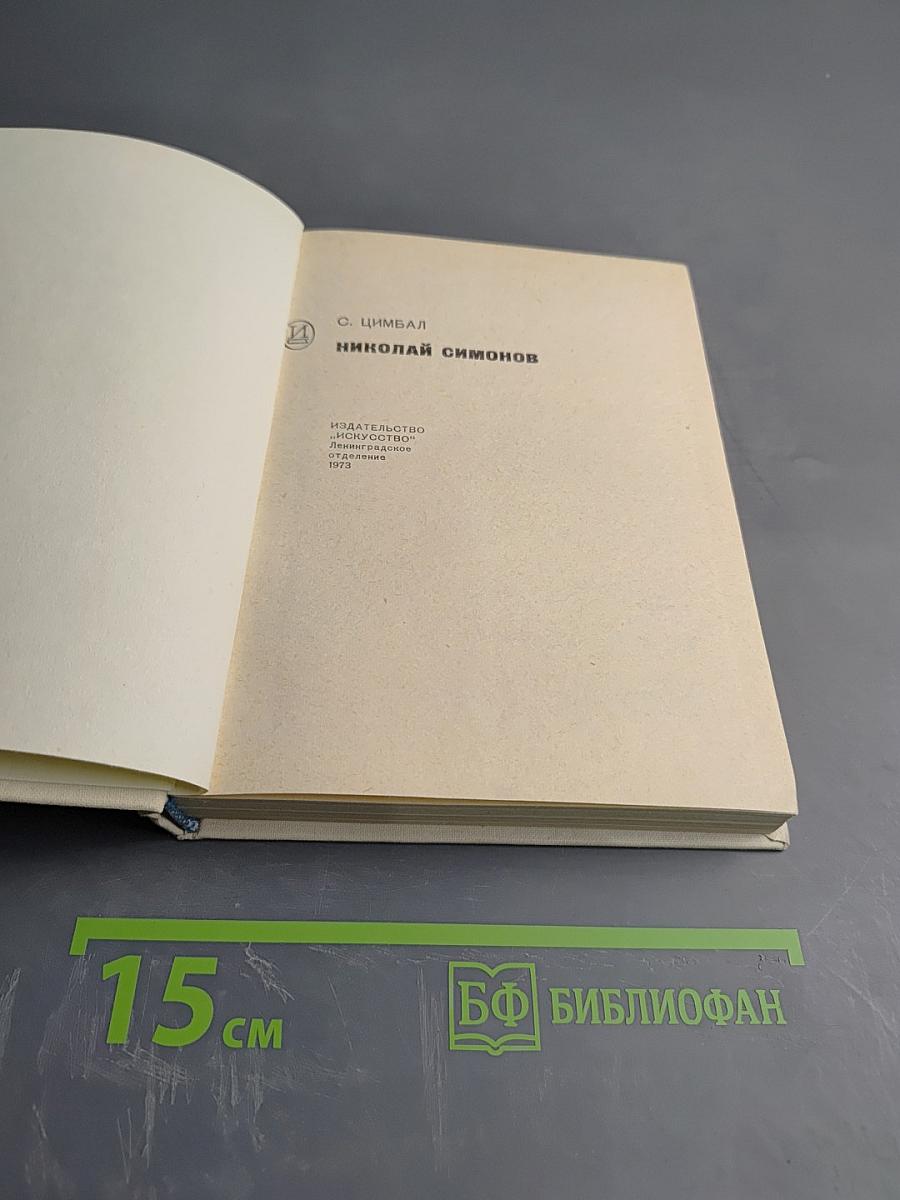 С. ЦИМБАЛ
И
НИКОЛАЙ СИМОНОВ
ИЗДАТЕЛЬСТВО
„ИСКУССТВО“
Ленинградское
отделение
1973
15 см
БФ БИБЛИОФАН